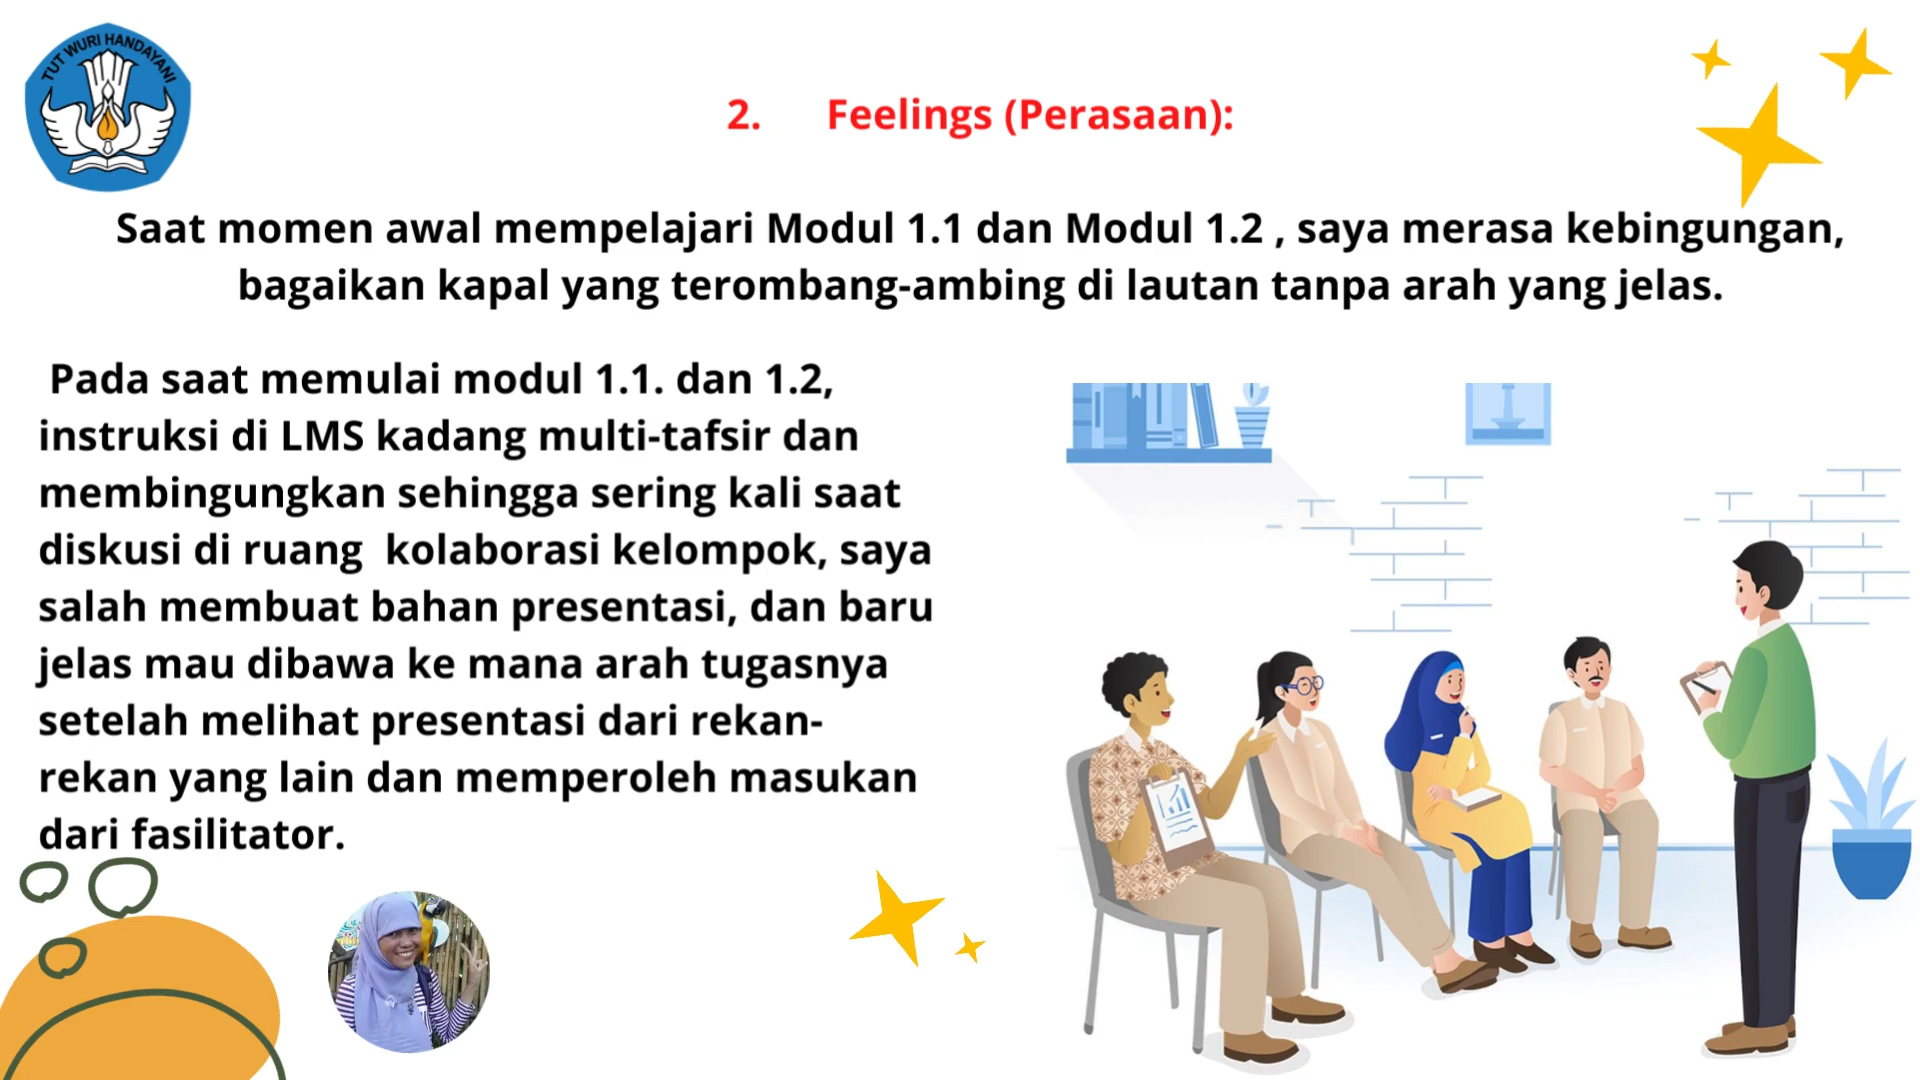 TUT WURI HANDAYANI
2. Feelings (Perasaan):
Saat momen awal mempelajari Modul 1.1 dan Modul 1.2 , saya merasa kebingungan,
bagaikan kapal yang terombang-ambing di lautan tanpa arah yang jelas.
Pada saat memulai modul 1.1. dan 1.2,
instruksi di LMS kadang multi-tafsir dan
membingungkan sehingga sering kali saat
diskusi di ruang kolaborasi kelompok, saya
salah membuat bahan presentasi, dan baru
jelas mau dibawa ke mana arah tugasnya
setelah melihat presentasi dari rekan-
rekan yang lain dan memperoleh masukan
dari fasilitator.